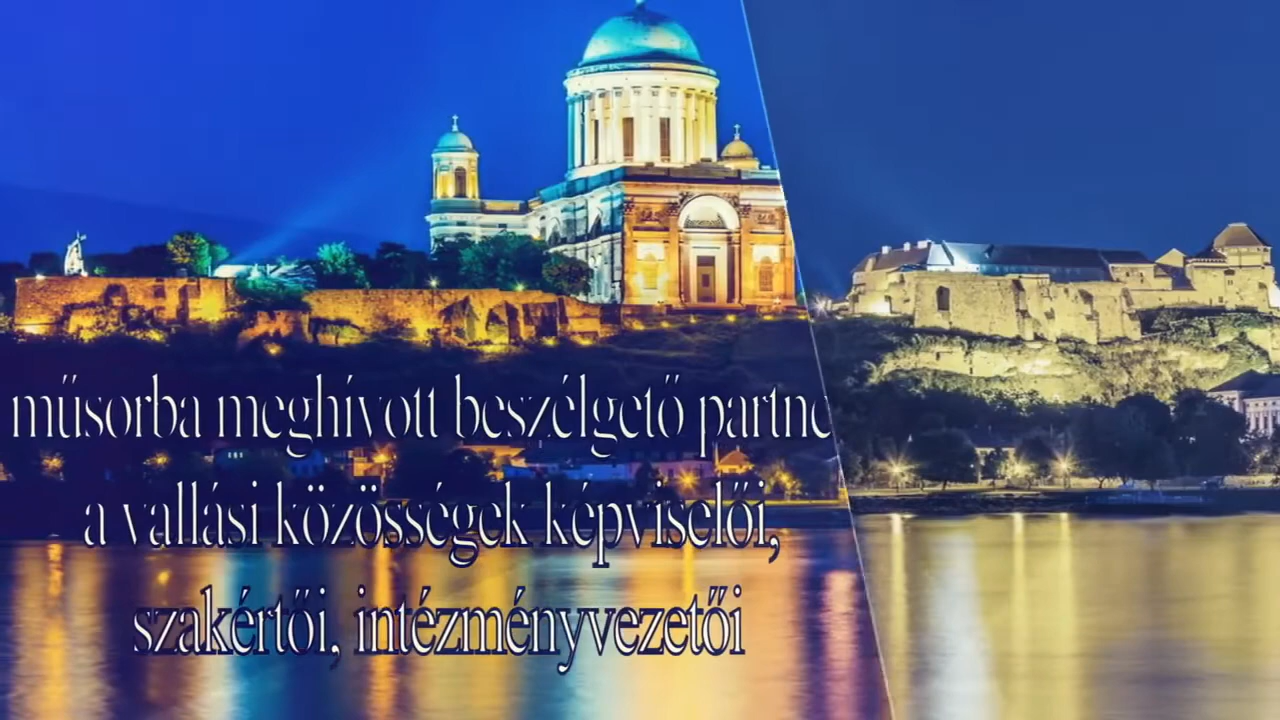 műsorba meghívott beszélgető partne
a vallási közösségek képviselői,
szakértői, intézményvezetői